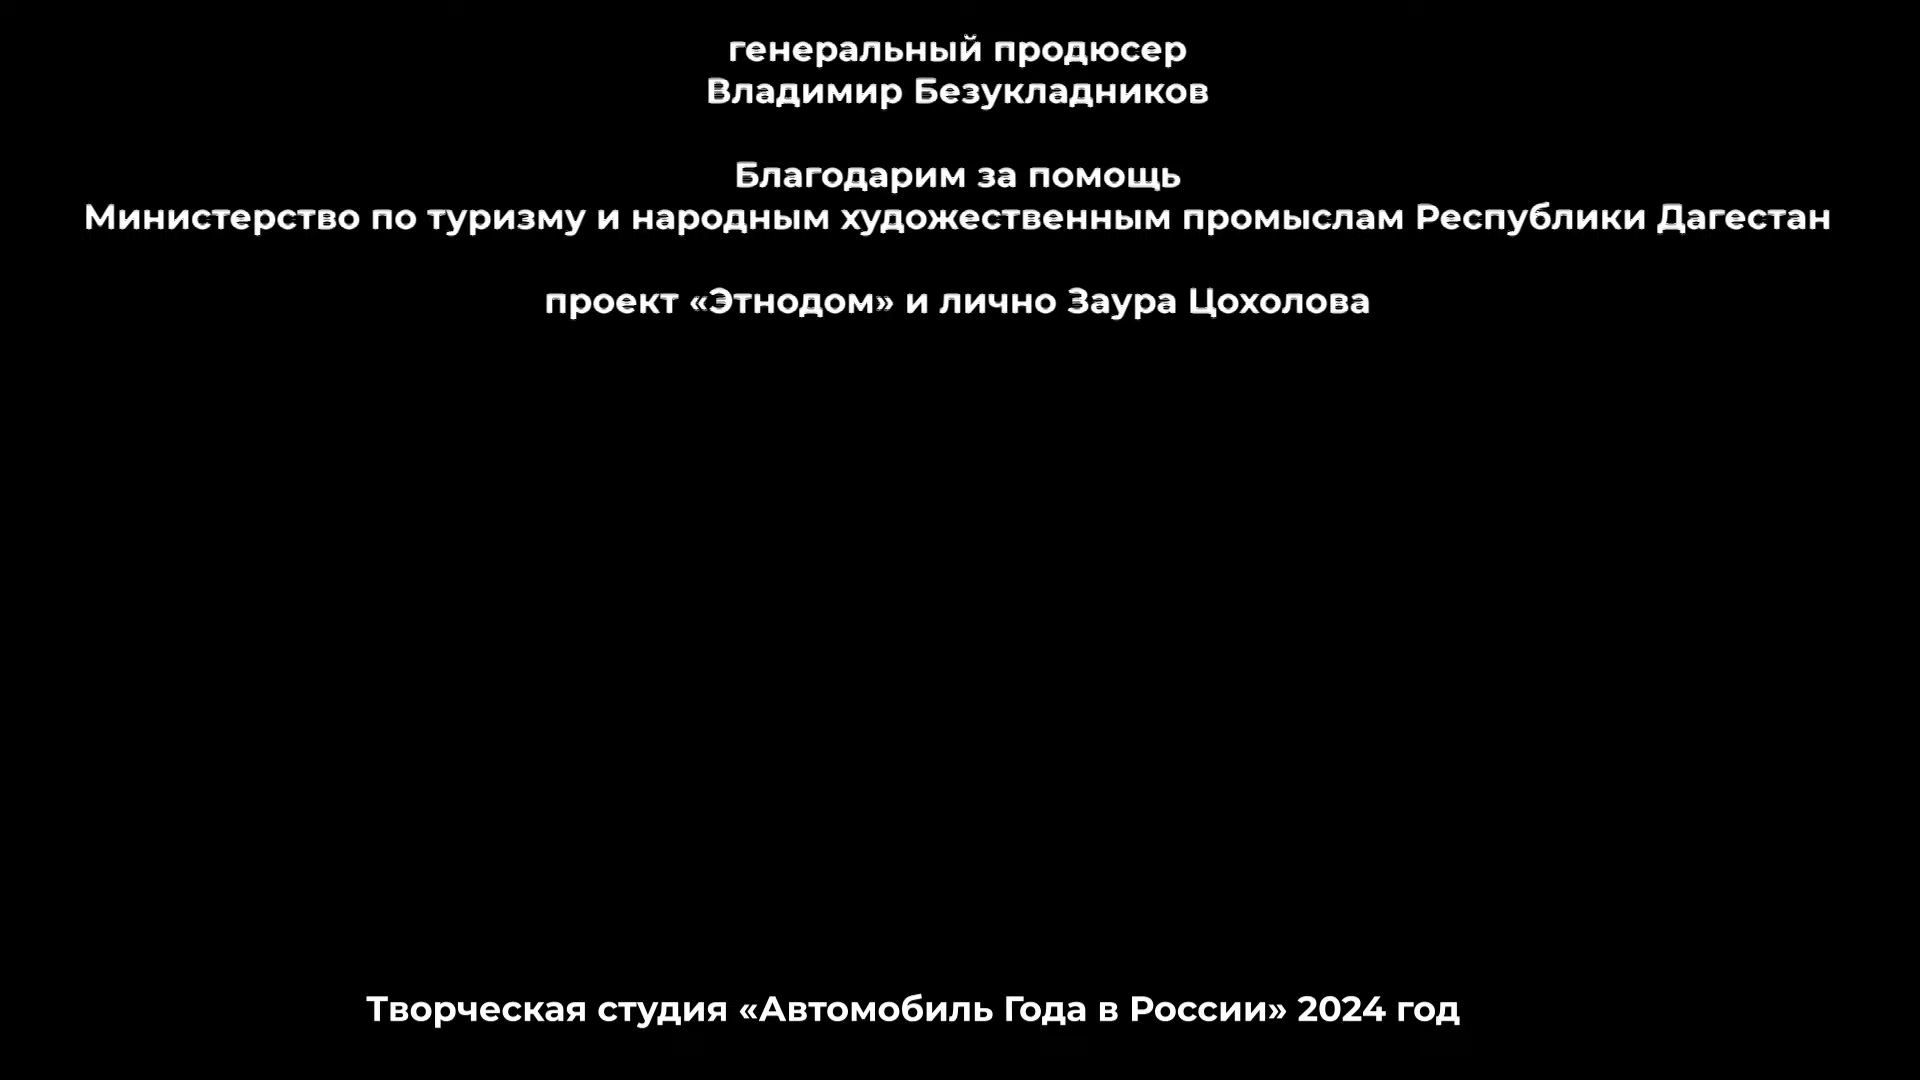 генеральный продюсер
Владимир Безукладников
Благодарим за помощь
Министерство по туризму и народным художественным промыслам Республики Дагестан
проект «Этнодом» и лично Заура Цохолова
Творческая студия «Автомобиль Года в России» 2024 год